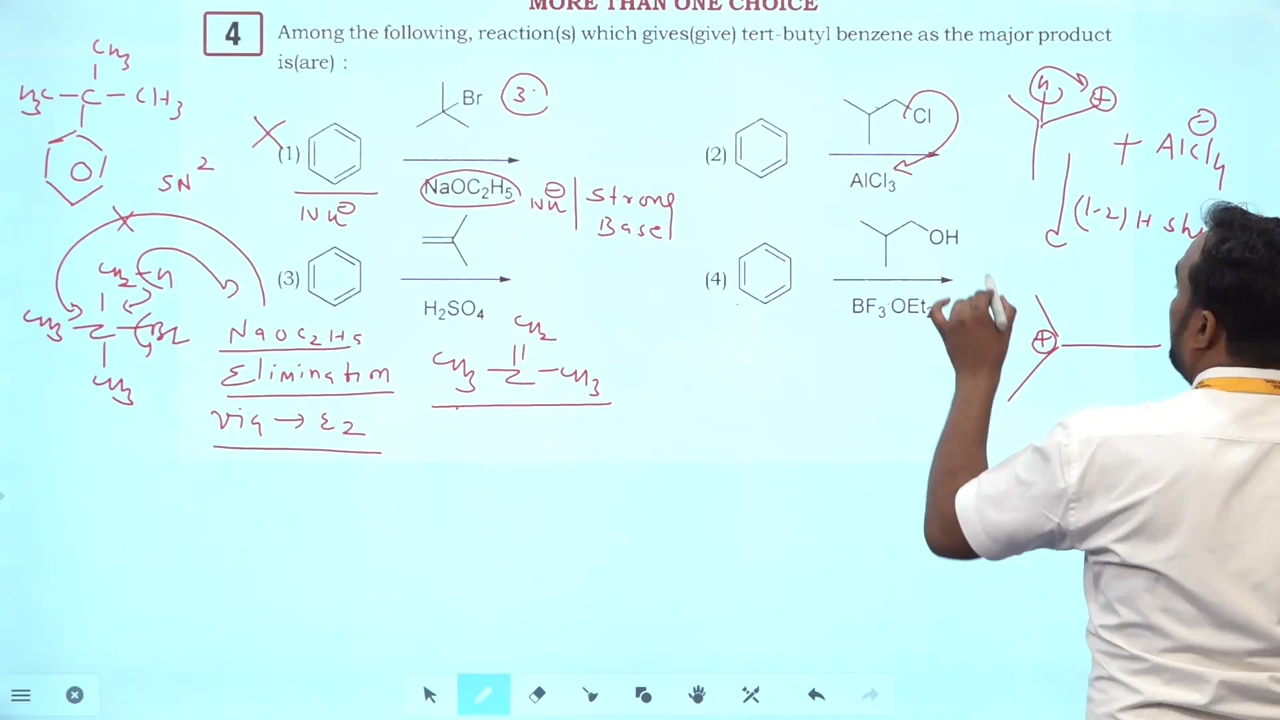 MORE THAN ONE CHOICE
4 Among the following, reaction(s) which gives(give) tert-butyl benzene as the major product
is(are) :
CH3
H3C — C — CH3
SN2
(1)
Br
3°
NaOC2H5
Nu⊖
Nu⊖ | Strong
Base
(2)
Cl
AlCl3
H
⊕
+ AlCl4⊖
(1-2) H sh
(3)
H2SO4
(4)
OH
BF3·OEt2
CH2–H
CH3 – C – Br
CH3
NaOC2H5
Elimination
via → E2
CH2
CH3 – C – CH3
⊕